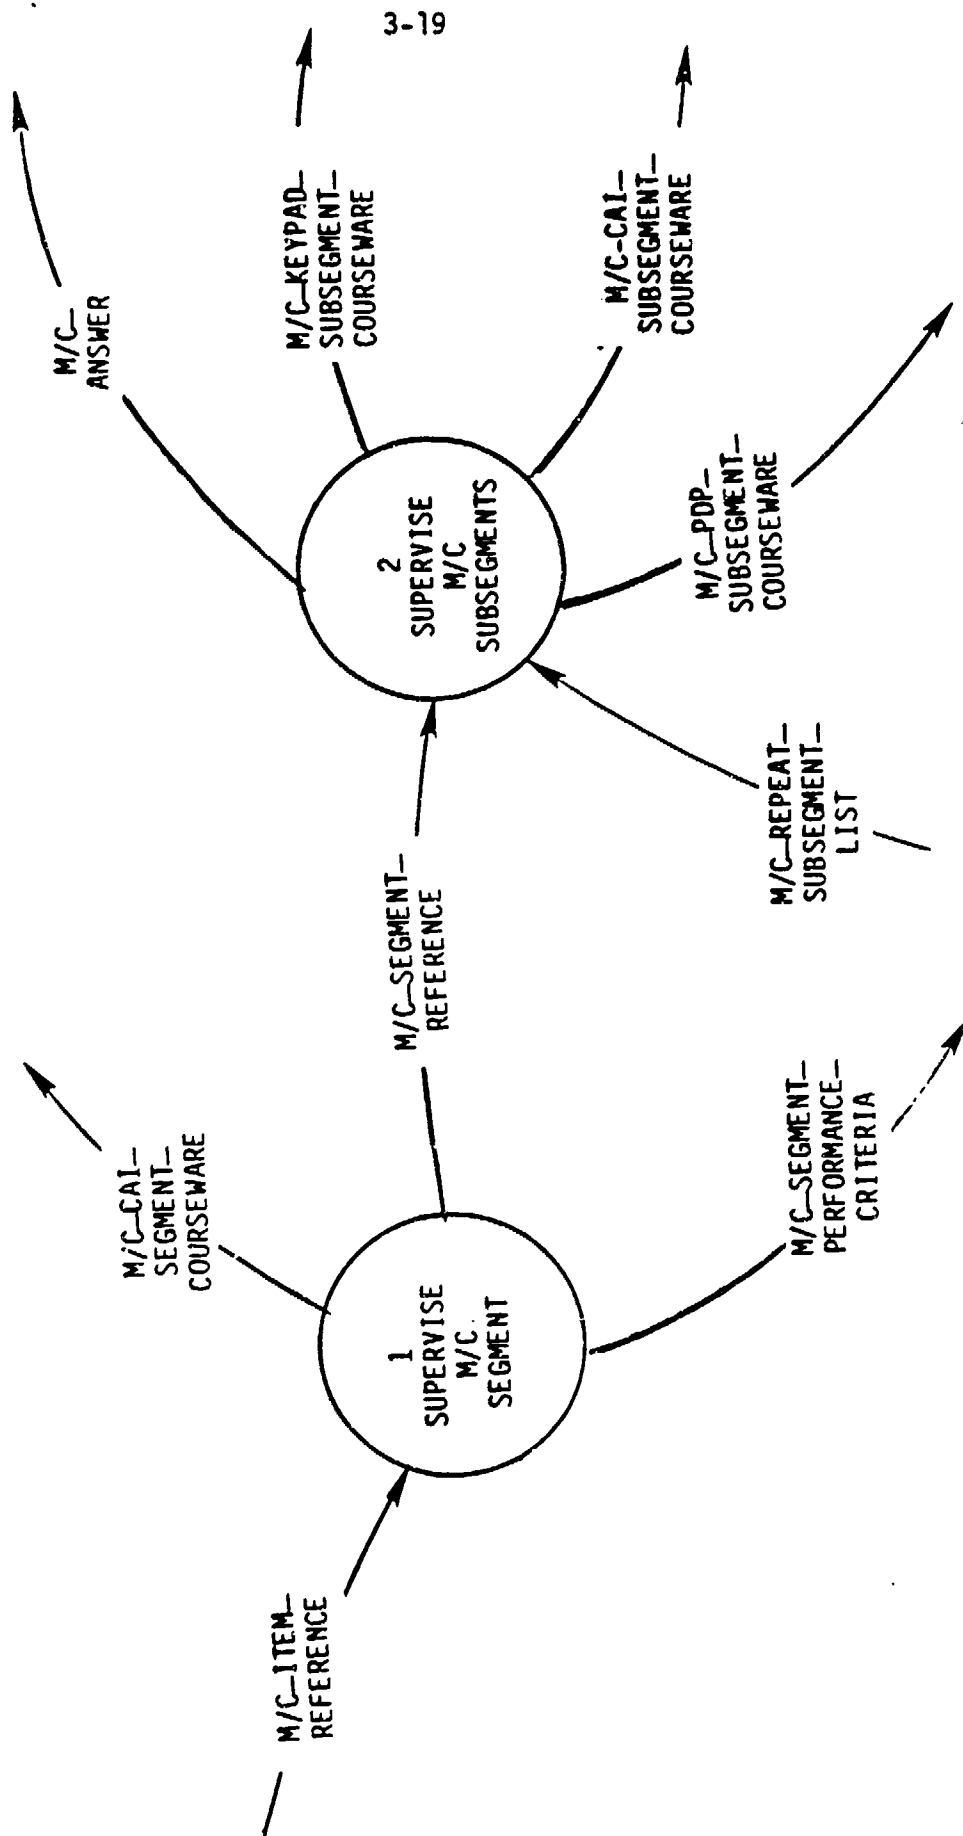 3-19
M/C_ITEM_
REFERENCE
1
SUPERVISE
M/C
SEGMENT
M/C_CAI_
SEGMENT_
COURSEWARE
M/C_SEGMENT_
PERFORMANCE_
CRITERIA
M/C_SEGMENT_
REFERENCE
2
SUPERVISE
M/C
SUBSEGMENTS
M/C_REPEAT_
SUBSEGMENT_
LIST
M/C_
ANSWER
M/C_KEYPAD_
SUBSEGMENT_
COURSEWARE
M/C-CAI_
SUBSEGMENT_
COURSEWARE
M/C_PDP_
SUBSEGMENT_
COURSEWARE